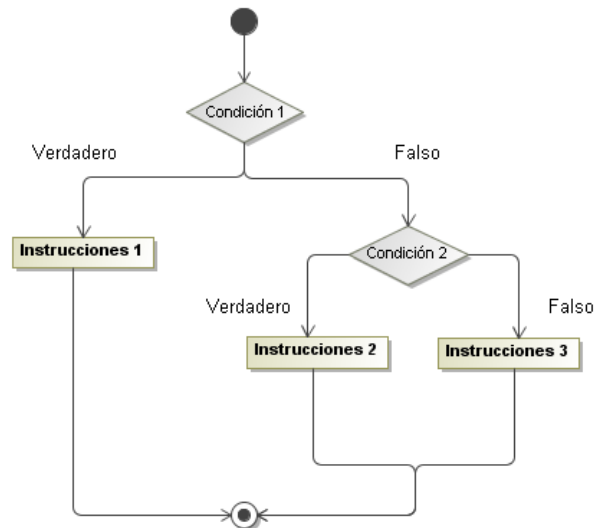 Condición 1
Verdadero
Falso
Instrucciones 1
Condición 2
Verdadero
Falso
Instrucciones 2
Instrucciones 3